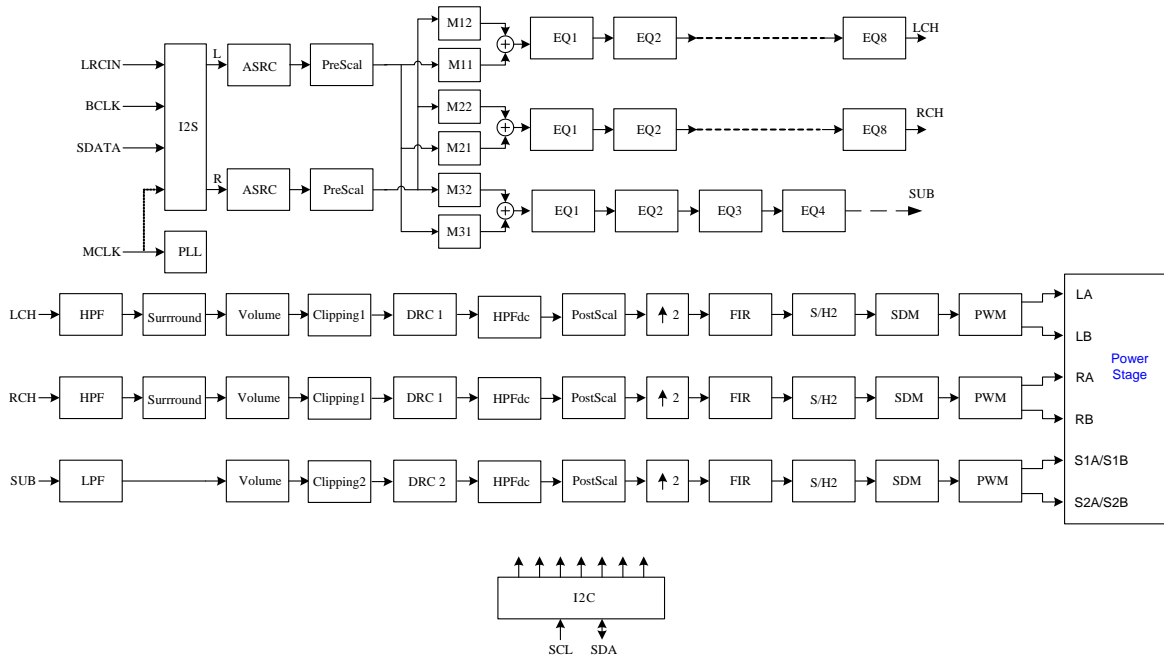 M12 EQ1 EQ2 EQ8 LCH
LRCIN L ASRC PreScal M11
BCLK M22 EQ1 EQ2 EQ8 RCH
I2S
SDATA M21
R ASRC PreScal M32 EQ1 EQ2 EQ3 EQ4 SUB
MCLK PLL M31
LCH HPF Surrround Volume Clipping1 DRC 1 HPFdc PostScal ↑ 2 FIR S/H2 SDM PWM LA
LB
Power
Stage
RCH HPF Surrround Volume Clipping1 DRC 1 HPFdc PostScal ↑ 2 FIR S/H2 SDM PWM RA
RB
SUB LPF Volume Clipping2 DRC 2 HPFdc PostScal ↑ 2 FIR S/H2 SDM PWM S1A/S1B
S2A/S2B
I2C
SCL SDA